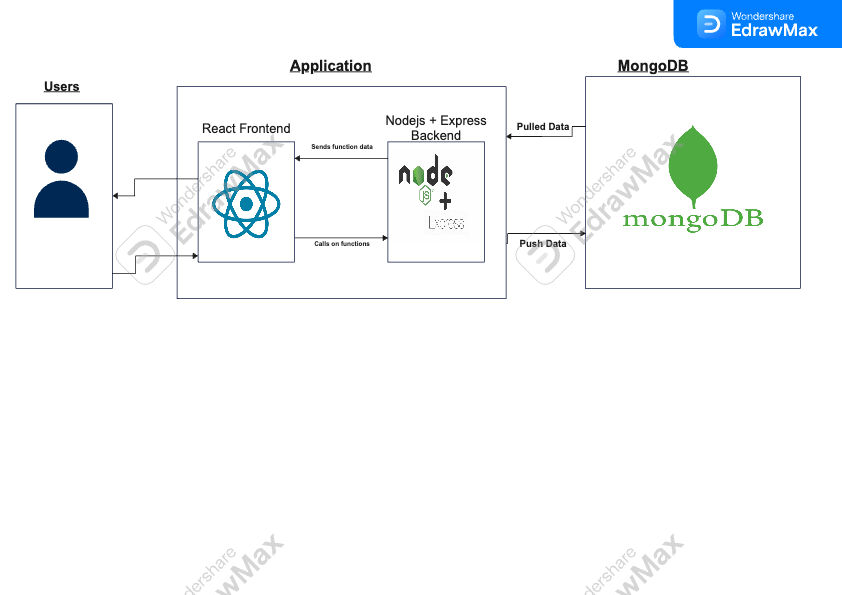 Wondershare
EdrawMax
Application
MongoDB
Users
Nodejs + Express
Backend
React Frontend
Pulled Data
Sends function data
node
JS
+
Express
mongoDB
Calls on functions
Push Data
Wondershare
EdrawMax
Wondershare
EdrawMax
Wondershare
EdrawMax
Wondershare
EdrawMax